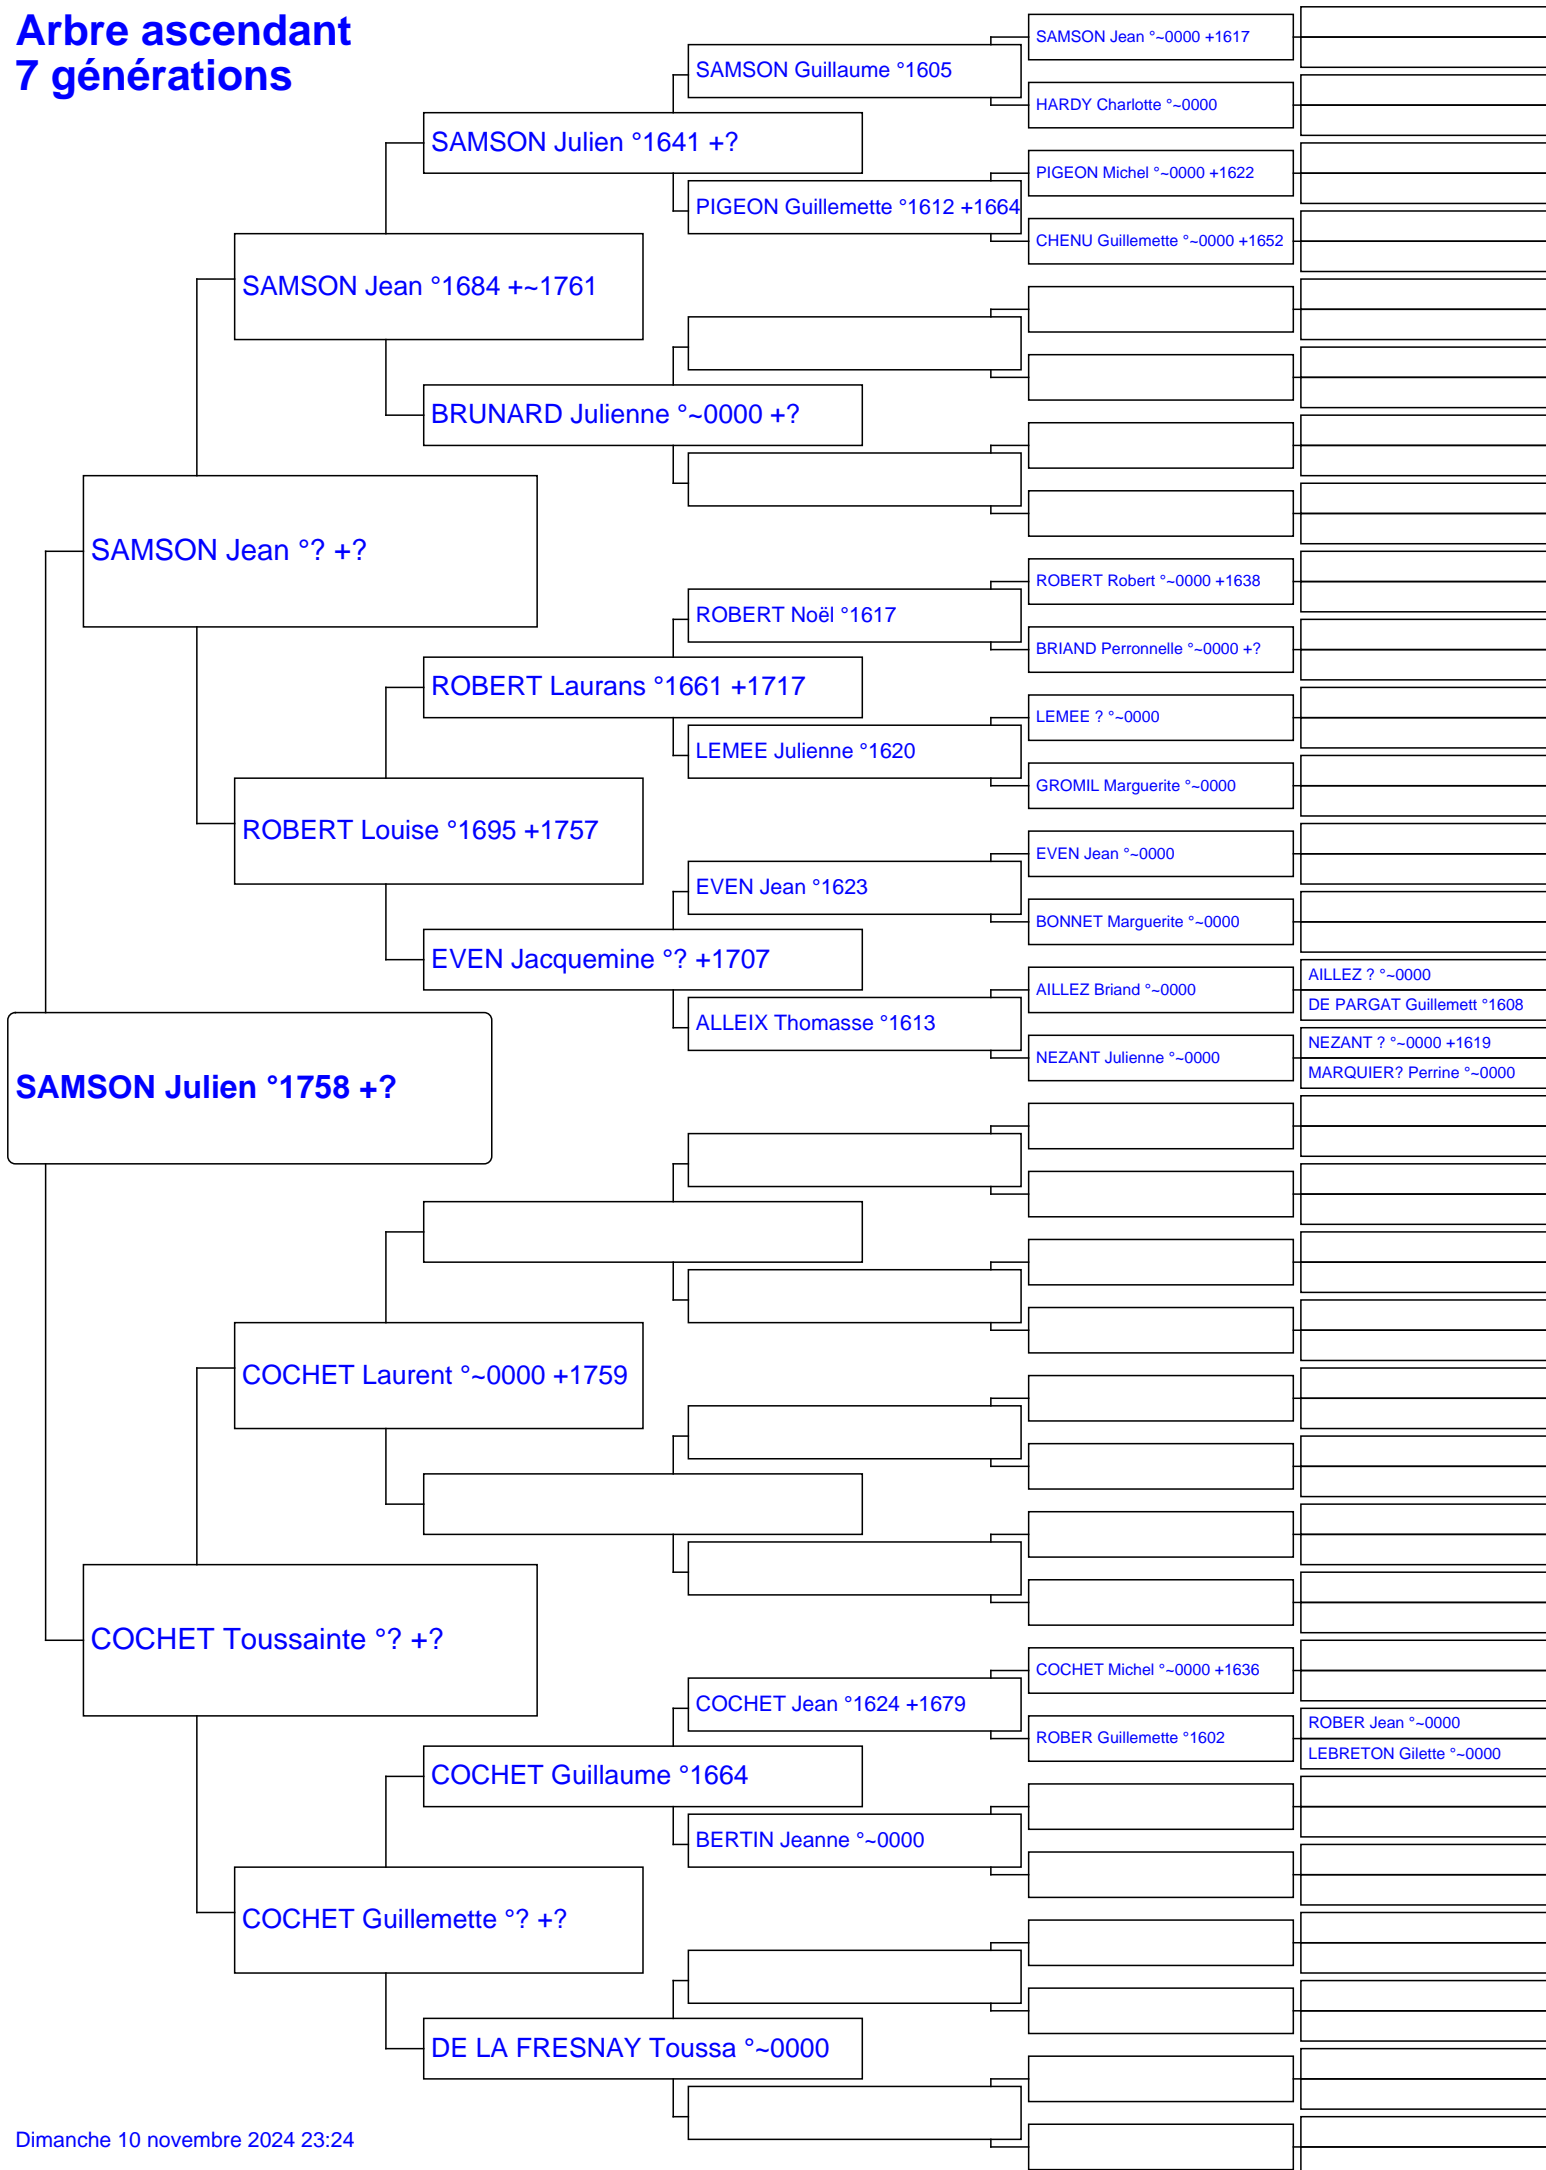 Arbre ascendant
7 générations
SAMSON Jean °~0000 +1617
SAMSON Guillaume °1605
HARDY Charlotte °~0000
SAMSON Julien °1641 +?
PIGEON Michel °~0000 +1622
PIGEON Guillemette °1612 +1664
CHENU Guillemette °~0000 +1652
SAMSON Jean °1684 +~1761
BRUNARD Julienne °~0000 +?
SAMSON Jean °? +?
ROBERT Robert °~0000 +1638
ROBERT Noël °1617
BRIAND Perronnelle °~0000 +?
ROBERT Laurans °1661 +1717
LEMEE ? °~0000
LEMEE Julienne °1620
GROMIL Marguerite °~0000
ROBERT Louise °1695 +1757
EVEN Jean °~0000
EVEN Jean °1623
BONNET Marguerite °~0000
EVEN Jacquemine °? +1707
AILLEZ ? °~0000
AILLEZ Briand °~0000
DE PARGAT Guillemett °1608
ALLEIX Thomasse °1613
NEZANT ? °~0000 +1619
NEZANT Julienne °~0000
MARQUIER? Perrine °~0000
SAMSON Julien °1758 +?
COCHET Laurent °~0000 +1759
COCHET Toussainte °? +?
COCHET Michel °~0000 +1636
COCHET Jean °1624 +1679
ROBER Jean °~0000
ROBER Guillemette °1602
LEBRETON Gilette °~0000
COCHET Guillaume °1664
BERTIN Jeanne °~0000
COCHET Guillemette °? +?
DE LA FRESNAY Toussa °~0000
Dimanche 10 novembre 2024 23:24